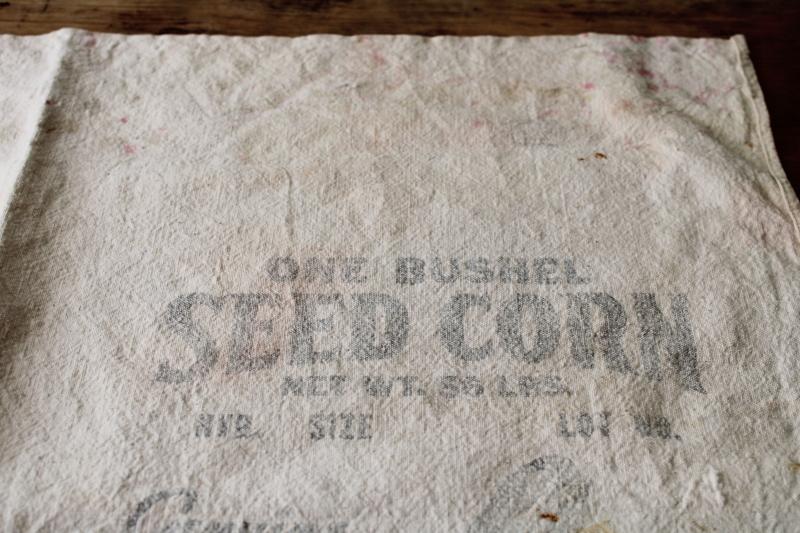 ONE BUSHEL
SEED CORN
NET WT. 56 LBS.
HYB. SIZE LOT NO.